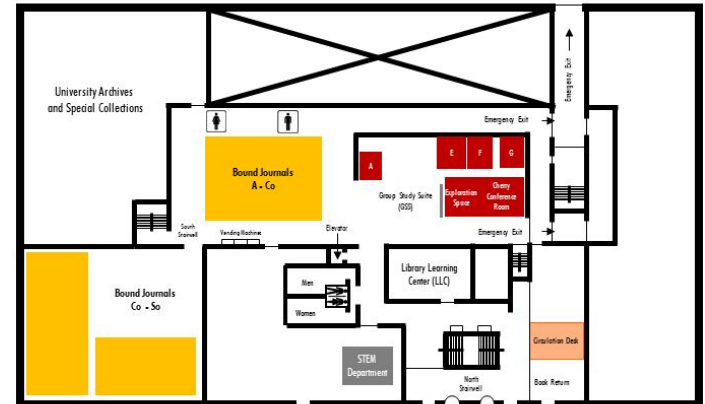 University Archives
and Special Collections
Emergency Exit
Emergency Exit
Bound Journals
A - Co
A
E
F
G
Group Study Suite
(GSS)
Exploration
Space
Cherry
Conference
Room
South
Stairwell
Vending Machines
Elevator
Emergency Exit
Bound Journals
Co - So
Men
Women
Library Learning
Center (LLC)
STEM
Department
North
Stairwell
Circulation Desk
Book Return